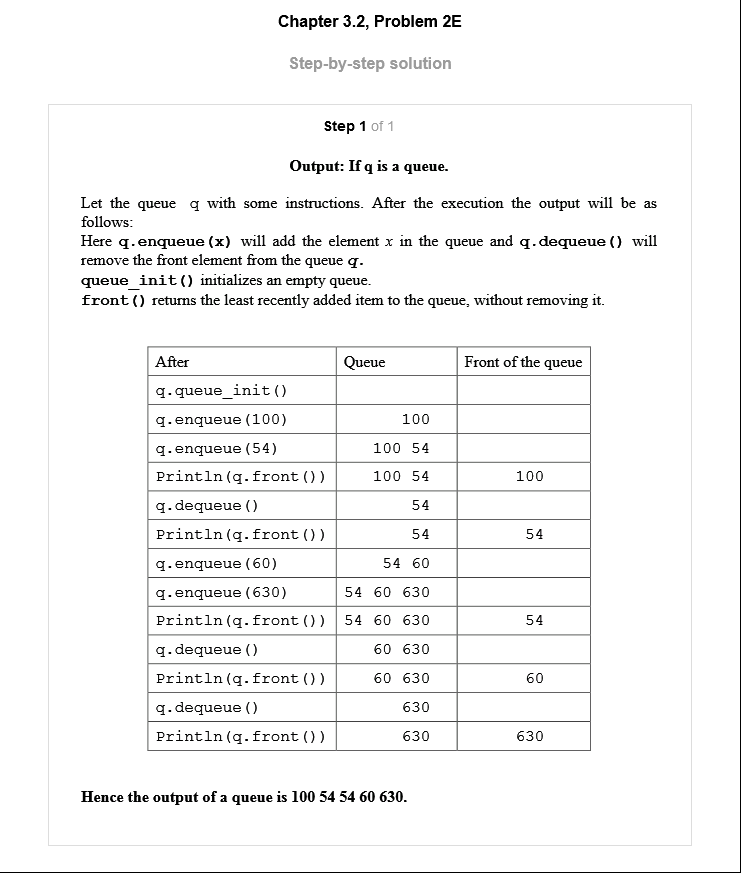 Chapter 3.2, Problem 2E
Step-by-step solution
Step 1 of 1
Output: If q is a queue.
Let the queue q with some instructions. After the execution the output will be as
follows:
Here q.enqueue(x) will add the element x in the queue and q.dequeue() will
remove the front element from the queue q.
queue_init() initializes an empty queue.
front() returns the least recently added item to the queue, without removing it.
After Queue Front of the queue
q.queue_init()
q.enqueue(100) 100
q.enqueue(54) 100 54
Println(q.front()) 100 54 100
q.dequeue() 54
Println(q.front()) 54 54
q.enqueue(60) 54 60
q.enqueue(630) 54 60 630
Println(q.front()) 54 60 630 54
q.dequeue() 60 630
Println(q.front()) 60 630 60
q.dequeue() 630
Println(q.front()) 630 630
Hence the output of a queue is 100 54 54 60 630.